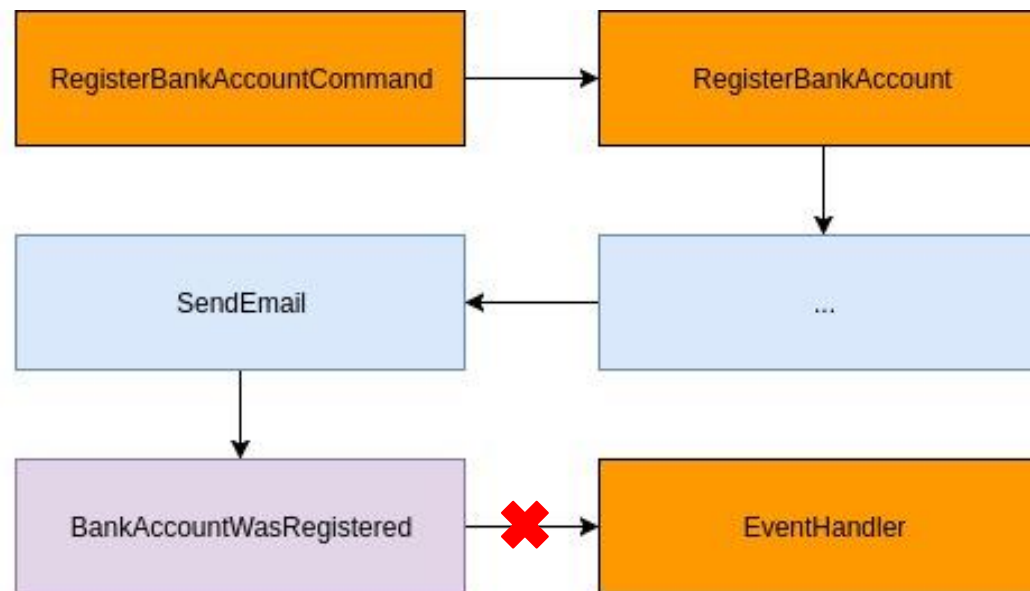 RegisterBankAccountCommand
RegisterBankAccount
SendEmail
...
BankAccountWasRegistered
EventHandler